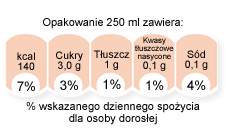 Opakowanie 250 ml zawiera:
kcal
140
7%
Cukry
3,0 g
3%
Tłuszcz
1 g
1%
Kwasy
tłuszczowe
nasycone
0,1 g
1%
Sód
0,1 g
4%
% wskazanego dziennego spożycia
dla osoby dorosłej